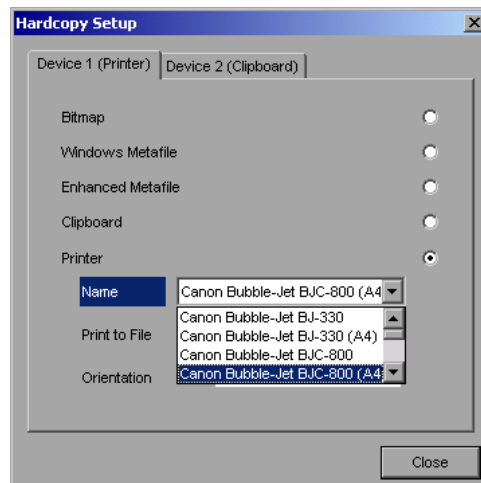 Hardcopy Setup
Device 1 (Printer) Device 2 (Clipboard)
Bitmap
Windows Metafile
Enhanced Metafile
Clipboard
Printer
Name Canon Bubble-Jet BJC-800 (A4
Canon Bubble-Jet BJ-330
Print to File Canon Bubble-Jet BJ-330 (A4)
Canon Bubble-Jet BJC-800
Orientation Canon Bubble-Jet BJC-800 (A4
Close